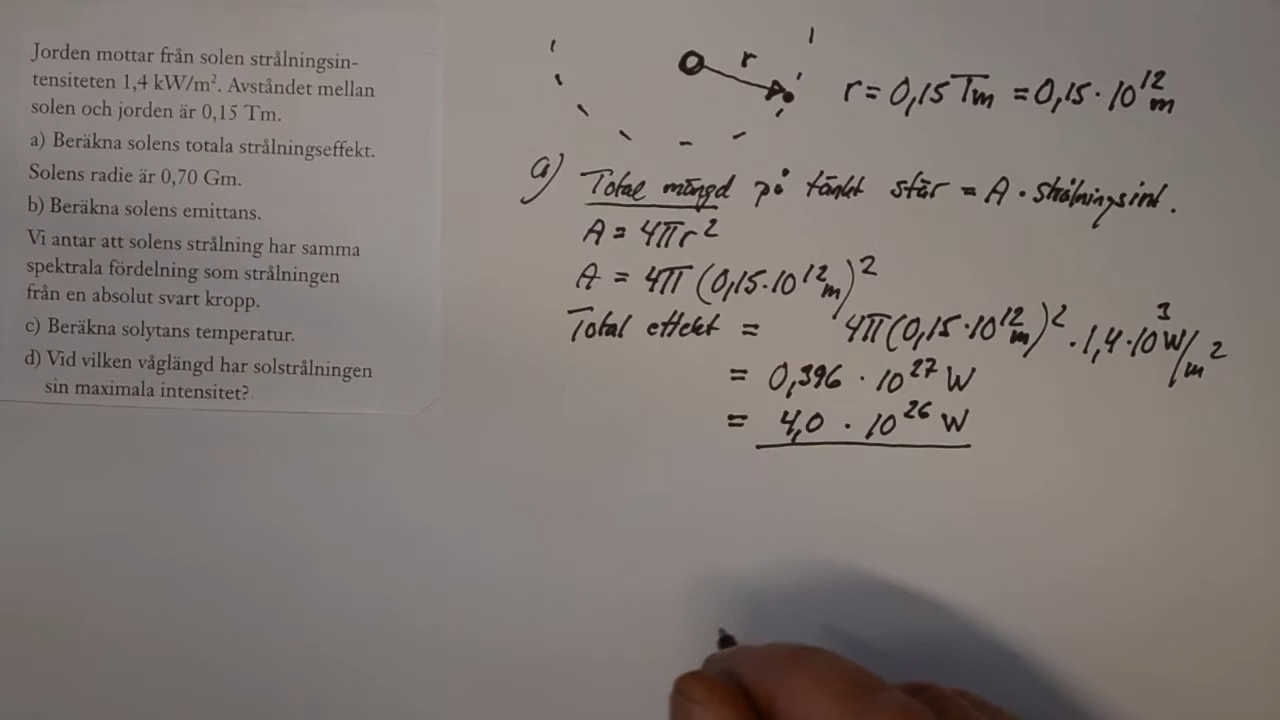 Jorden mottar från solen strålningsin-
tensiteten 1,4 kW/m². Avståndet mellan
solen och jorden är 0,15 Tm.
a) Beräkna solens totala strålningseffekt.
Solens radie är 0,70 Gm.
b) Beräkna solens emittans.
Vi antar att solens strålning har samma
spektrala fördelning som strålningen
från en absolut svart kropp.
c) Beräkna solytans temperatur.
d) Vid vilken våglängd har solstrålningen
sin maximala intensitet?
r
r = 0,15 Tm = 0,15 · 10¹² m
a) Total mängd på tänkt sfär = A · strålningsint.
A = 4πr²
A = 4π (0,15·10¹² m)²
Total effekt = 4π(0,15·10¹² m)² · 1,4·10³ W/m²
= 0,396 · 10²⁷ W
= 4,0 · 10²⁶ W